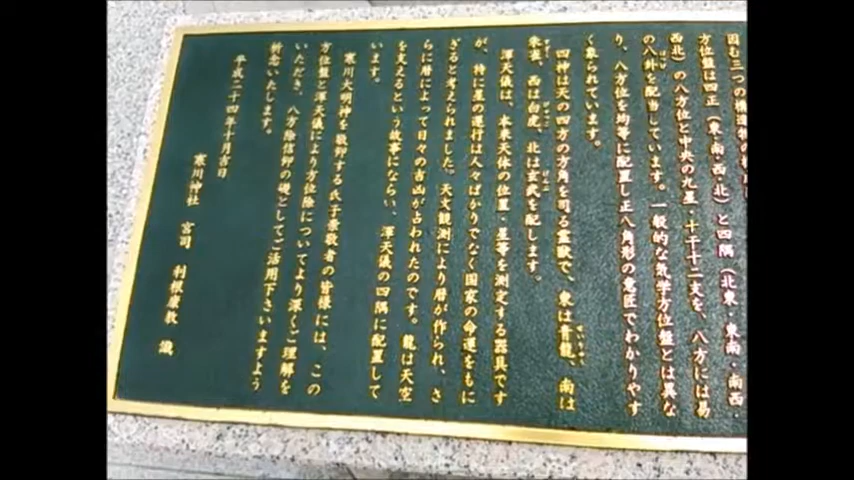 因む三つの構造物
方位盤は四正（東・南・西・北）と四隅（北東・東南・南西・
西北）の八方位と中央の九星・十干十二支を、八方には易
の八卦を配当しています。一般的な気学方位盤とは異な
り、八方位を均等に配置し正八角形の意匠でわかりやす
く象られています。
四神は天の四方の方角を司る霊獣で、東は青龍、南は
朱雀、西は白虎、北は玄武を配します。
渾天儀は、本来天体の位置・星等を測定する器具です
が、特に星の運行は人々ばかりでなく国家の命運をもに
ぎると考えられました。天文観測により暦が作られ、さ
らに暦によって日々の吉凶が占われたのです。龍は天空
を支えるという故事にならい、渾天儀の四隅に配置して
います。
寒川大明神を敬仰する氏子崇敬者の皆様には、この
方位盤と渾天儀により方位除についてより深くご理解を
いただき、八方除信仰の礎としてご活用下さいますよう
祈念いたします。
平成二十四年十月吉日
寒川神社 宮司 利根康教 識